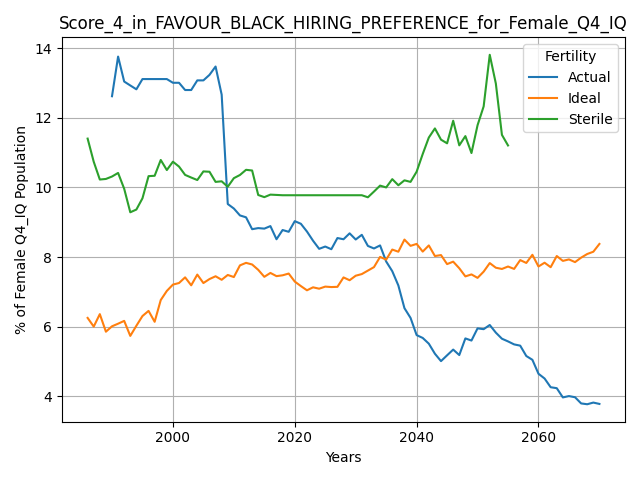 Score_4_in_FAVOUR_BLACK_HIRING_PREFERENCE_for_Female_Q4_IQ
% of Female Q4_IQ Population
14
12
10
8
6
4
Fertility
Actual
Ideal
Sterile
2000
2020
2040
2060
Years